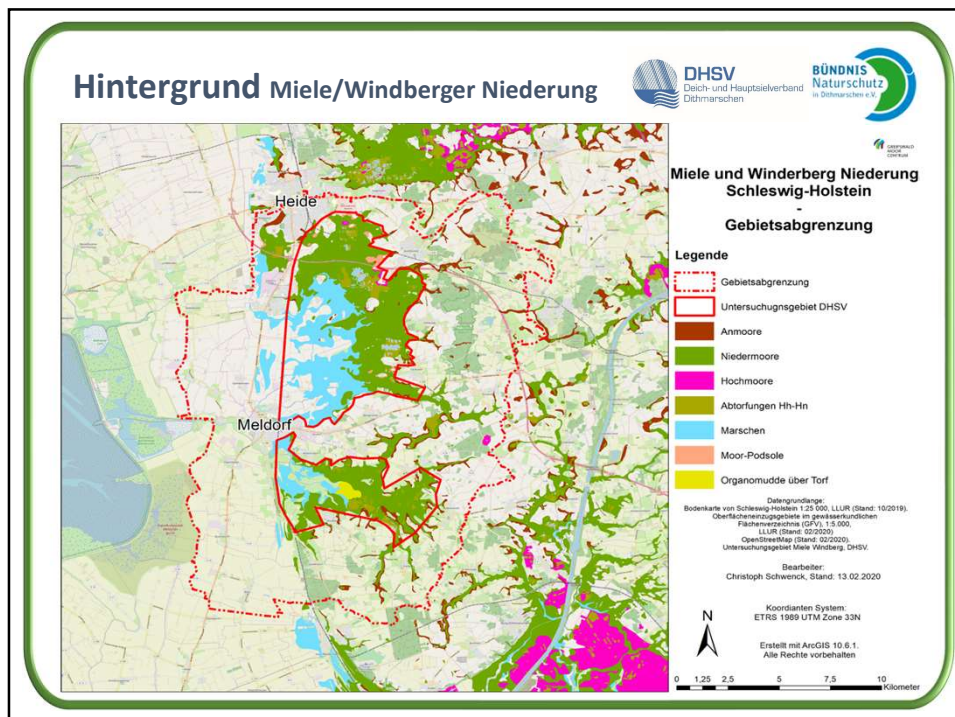 Hintergrund Miele/Windberger Niederung
DHSV
Deich- und Hauptsielverband
Dithmarschen
BÜNDNIS
Naturschutz
in Dithmarschen e.V.
GREIFSWALD
MOOR
CENTRUM
Heide
Meldorf
Miele und Winderberg Niederung
Schleswig-Holstein
-
Gebietsabgrenzung
Legende
Gebietsabgrenzung
Untersuchugnsgebiet DHSV
Anmoore
Niedermoore
Hochmoore
Abtorfungen Hh-Hn
Marschen
Moor-Podsole
Organomudde über Torf
Datengrundlange:
Bodenkarte von Schleswig-Holstein 1:25 000, LLUR (Stand: 10/2019).
Oberflächeneinzugsgebiete im gewässerkundlichen
Flächenverzeichnis (GFV), 1:5.000,
LLUR (Stand: 02/2020)
OpenStreetMap (Stand: 02/2020).
Untersuchungsgebiet Miele Windberg, DHSV.
Bearbeiter:
Christoph Schwenck, Stand: 13.02.2020
Koordianten System:
ETRS 1989 UTM Zone 33N
N
Erstellt mit ArcGIS 10.6.1.
Alle Rechte vorbehalten
0 1,25 2,5 5 7,5 10
Kilometer